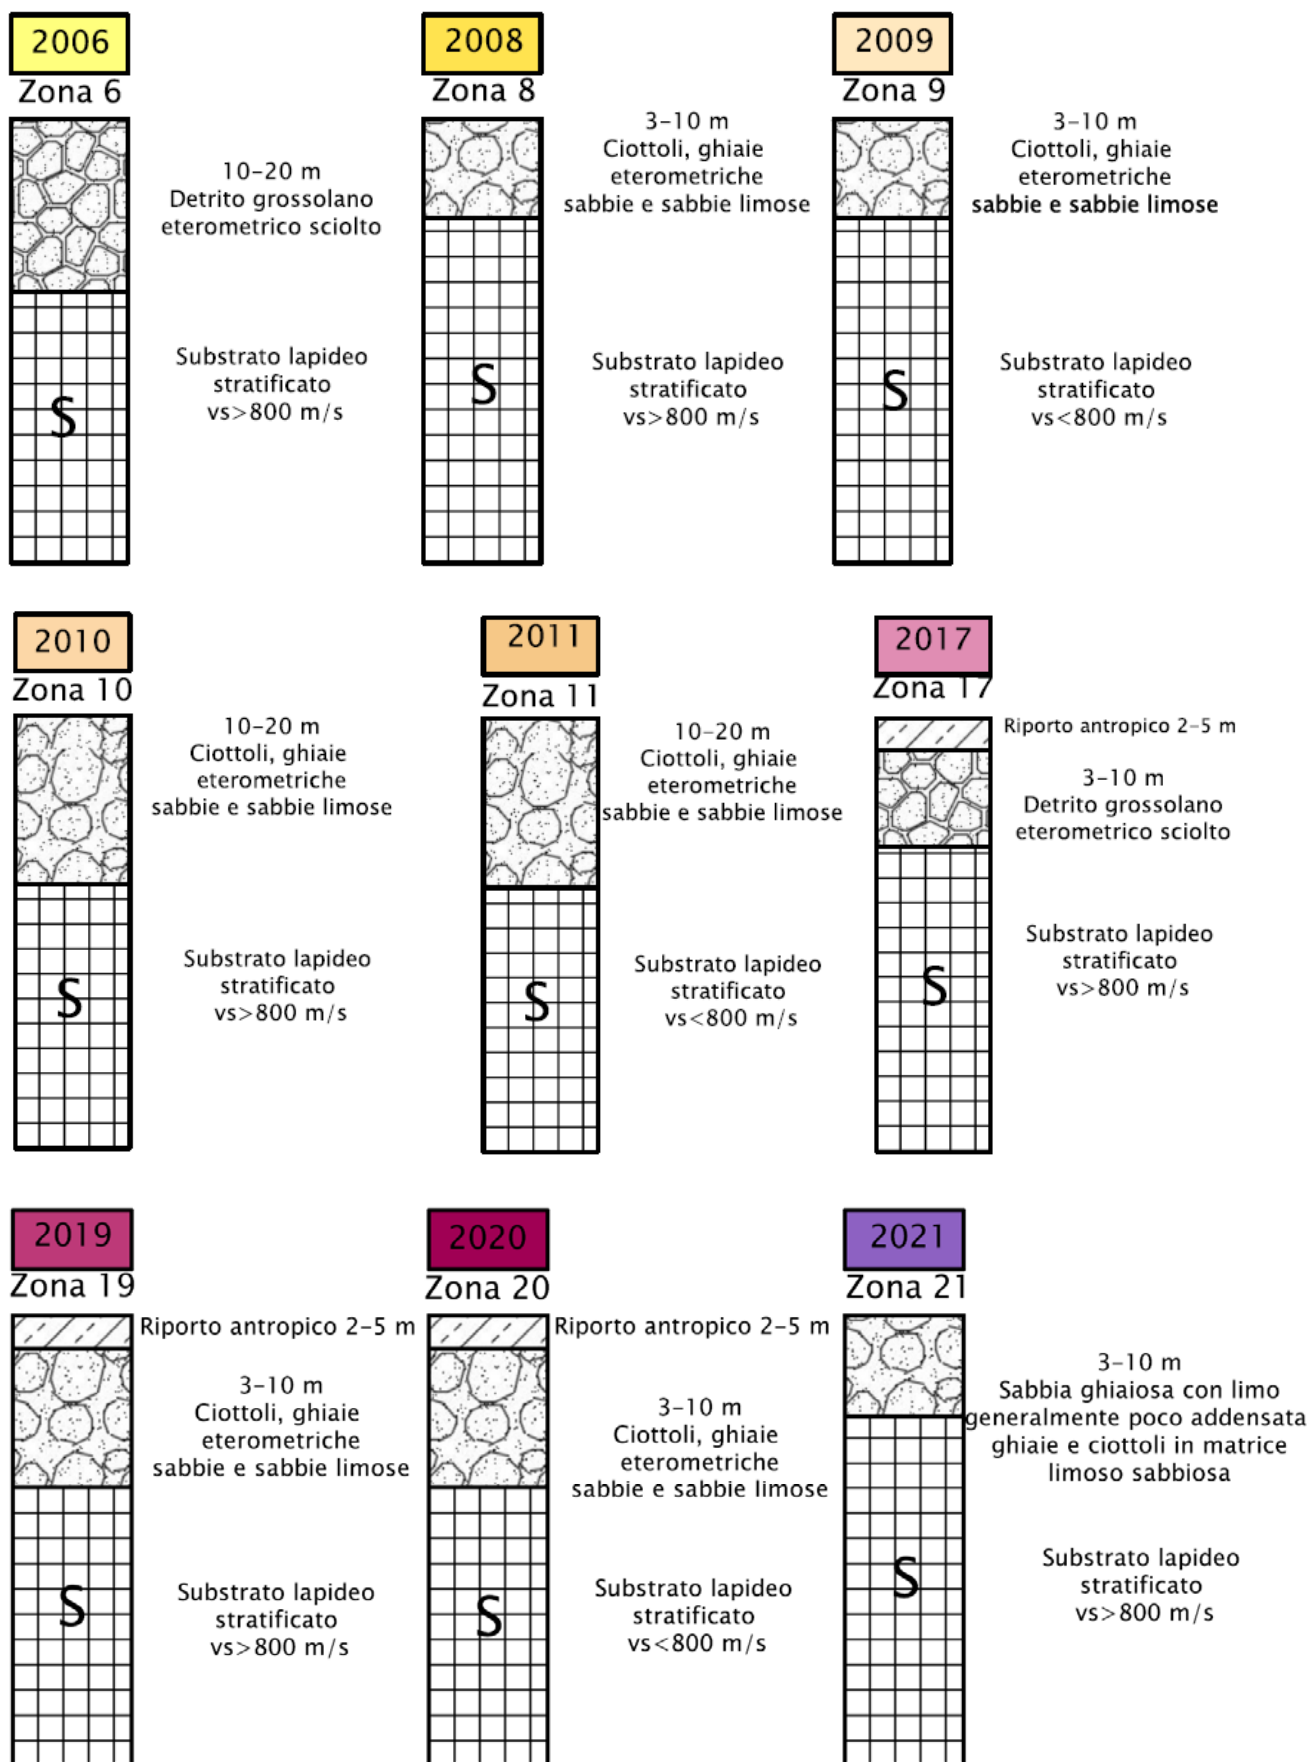 2006
Zona 6
10-20 m
Detrito grossolano
eterometrico sciolto
Substrato lapideo
stratificato
vs>800 m/s
S
2008
Zona 8
3-10 m
Ciottoli, ghiaie
eterometriche
sabbie e sabbie limose
Substrato lapideo
stratificato
vs>800 m/s
S
2009
Zona 9
3-10 m
Ciottoli, ghiaie
eterometriche
sabbie e sabbie limose
Substrato lapideo
stratificato
vs<800 m/s
S
2010
Zona 10
10-20 m
Ciottoli, ghiaie
eterometriche
sabbie e sabbie limose
Substrato lapideo
stratificato
vs>800 m/s
S
2011
Zona 11
10-20 m
Ciottoli, ghiaie
eterometriche
sabbie e sabbie limose
Substrato lapideo
stratificato
vs<800 m/s
S
2017
Zona 17
Riporto antropico 2-5 m
3-10 m
Detrito grossolano
eterometrico sciolto
Substrato lapideo
stratificato
vs>800 m/s
S
2019
Zona 19
Riporto antropico 2-5 m
3-10 m
Ciottoli, ghiaie
eterometriche
sabbie e sabbie limose
Substrato lapideo
stratificato
vs>800 m/s
S
2020
Zona 20
Riporto antropico 2-5 m
3-10 m
Ciottoli, ghiaie
eterometriche
sabbie e sabbie limose
Substrato lapideo
stratificato
vs<800 m/s
S
2021
Zona 21
3-10 m
Sabbia ghiaiosa con limo
generalmente poco addensata
ghiaie e ciottoli in matrice
limoso sabbiosa
Substrato lapideo
stratificato
vs>800 m/s
S